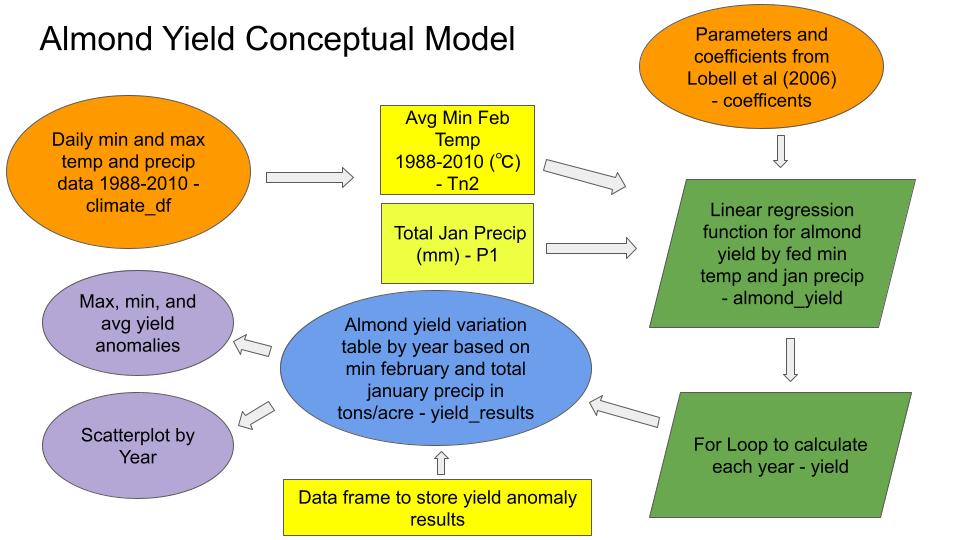 Almond Yield Conceptual Model
Parameters and
coefficients from
Lobell et al (2006)
- coefficents
Daily min and max
temp and precip
data 1988-2010 -
climate_df
Avg Min Feb
Temp
1988-2010 (℃)
- Tn2
Total Jan Precip
(mm) - P1
Linear regression
function for almond
yield by fed min
temp and jan precip
- almond_yield
Max, min, and
avg yield
anomalies
Almond yield variation
table by year based on
min february and total
january precip in
tons/acre - yield_results
Scatterplot by
Year
For Loop to calculate
each year - yield
Data frame to store yield anomaly
results